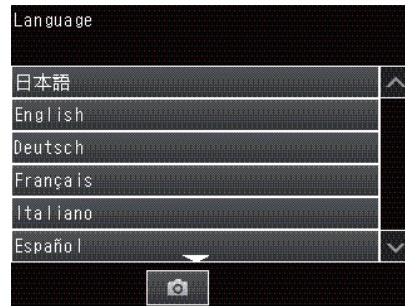 Language
日本語
English
Deutsch
Français
Italiano
Español